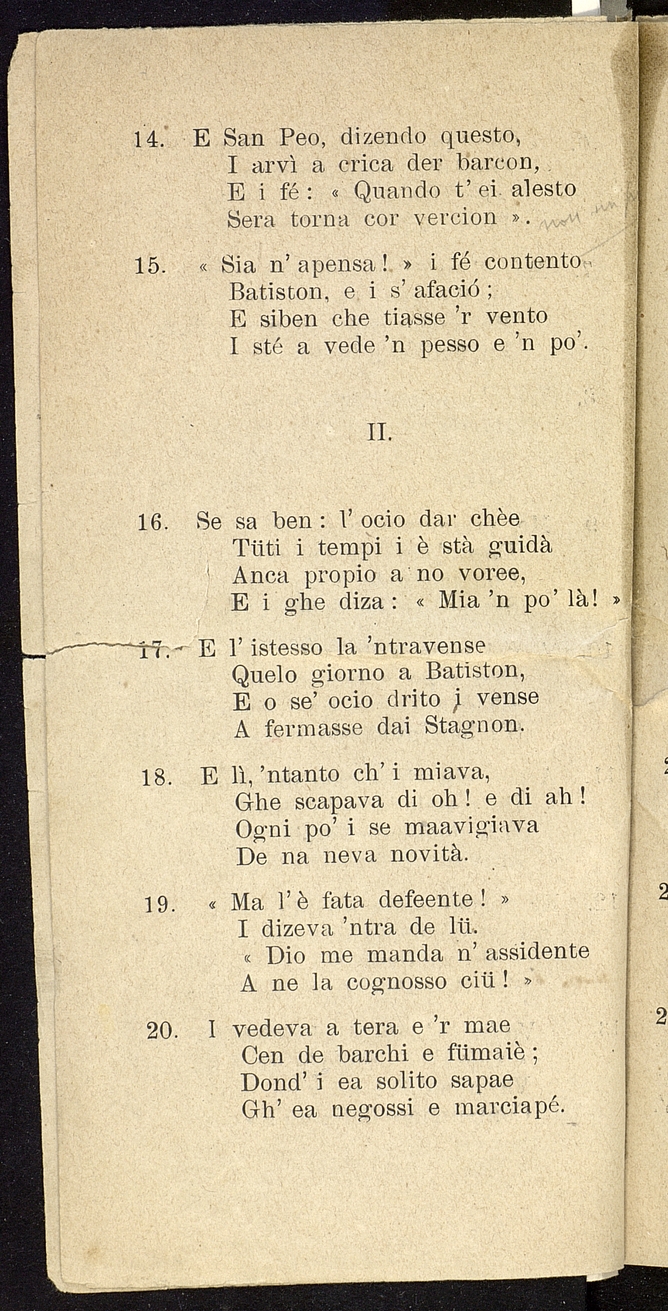 14. E San Peo, dizendo questo,
I arvì a crica der barcon,
E i fé : « Quando t' ei alesto
Sera torna cor vercion ».
15. « Sia n' apensa ! » i fé contento
Batiston, e i s' afació ;
E siben che tiasse 'r vento
I sté a vede 'n pesso e 'n po'.
II.
16. Se sa ben : l' ocio dar chèe
Tüti i tempi i è stà guidà
Anca propio a no voree,
E i ghe diza : « Mia 'n po' là! »
17. E l' istesso la 'ntravense
Quelo giorno a Batiston,
E o se' ocio drito i vense
A fermasse dai Stagnon.
18. E lì, 'ntanto ch' i miava,
Ghe scapava di oh ! e di ah !
Ogni po' i se maavigiava
De na neva novità.
19. « Ma l' è fata defeente ! »
I dizeva 'ntra de lü.
« Dio me manda n' assidente
A ne la cognosso ciü ! »
20. I vedeva a tera e 'r mae
Cen de barchi e fümaiè ;
Dond' i ea solito sapae
Gh' ea negossi e marciapé.